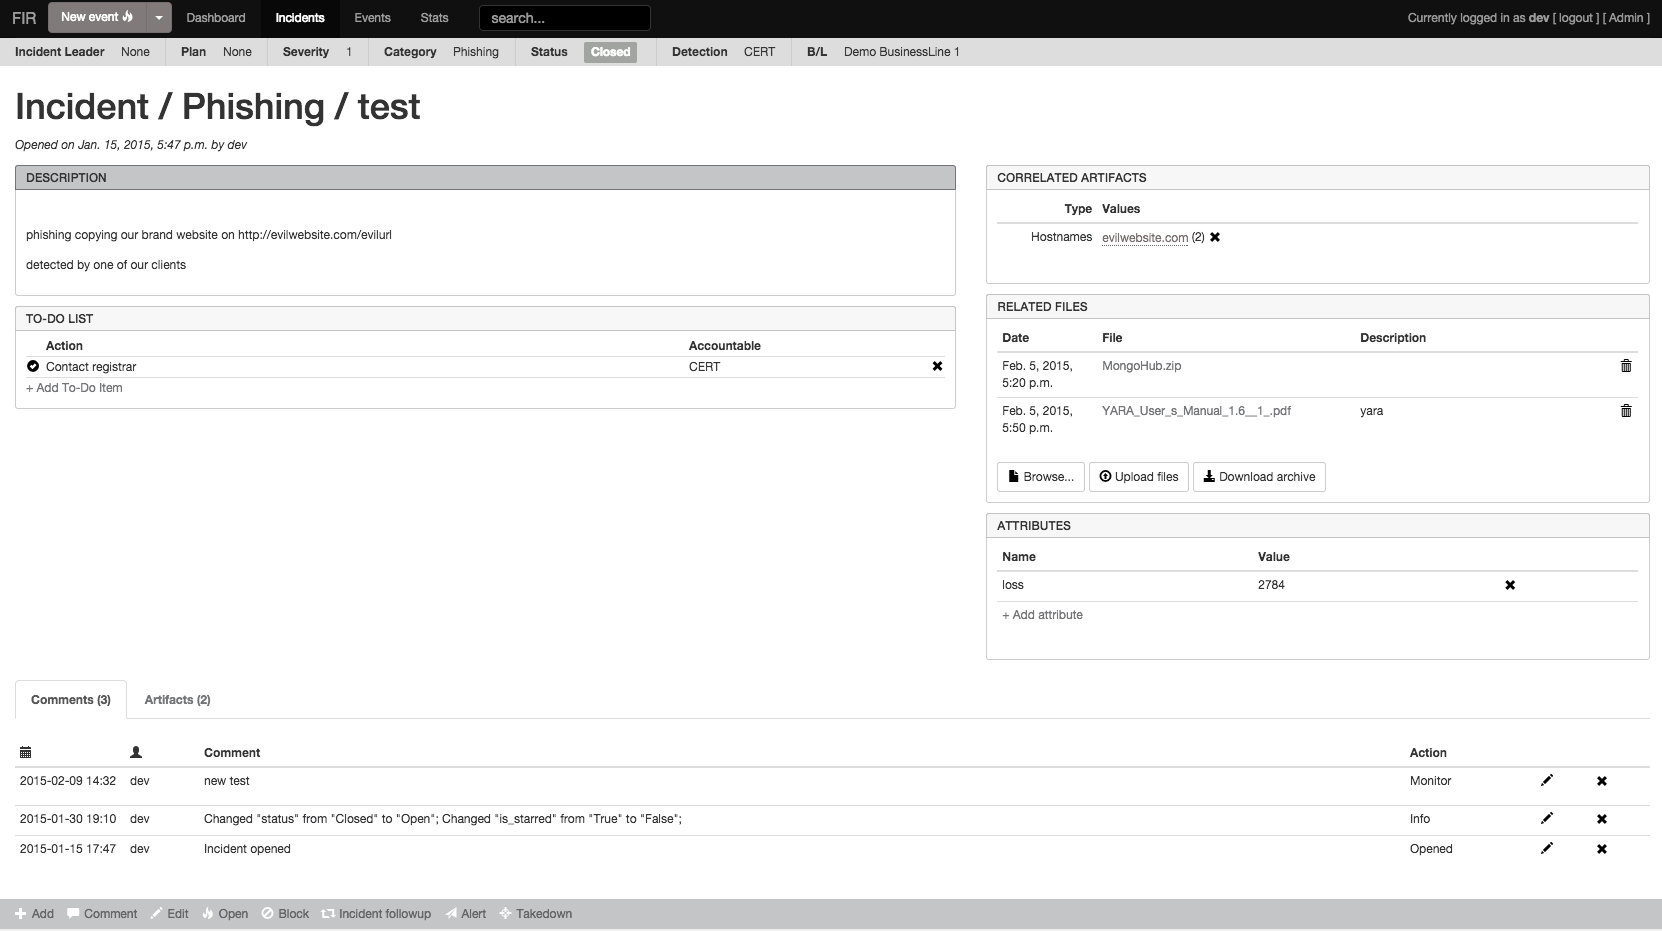 FIR New event Dashboard Incidents Events Stats search... Currently logged in as dev [ logout ] [ Admin ]
Incident Leader None Plan None Severity 1 Category Phishing Status Closed Detection CERT B/L Demo BusinessLine 1
Incident / Phishing / test
Opened on Jan. 15, 2015, 5:47 p.m. by dev
DESCRIPTION
phishing copying our brand website on http://evilwebsite.com/evilurl
detected by one of our clients
TO-DO LIST
Action Accountable
Contact registrar CERT
+ Add To-Do Item
CORRELATED ARTIFACTS
Type Values
Hostnames evilwebsite.com (2)
RELATED FILES
Date File Description
Feb. 5, 2015, MongoHub.zip
5:20 p.m.
Feb. 5, 2015, YARA_User_s_Manual_1.6__1_.pdf yara
5:50 p.m.
Browse... Upload files Download archive
ATTRIBUTES
Name Value
loss 2784
+ Add attribute
Comments (3) Artifacts (2)
Comment Action
2015-02-09 14:32 dev new test Monitor
2015-01-30 19:10 dev Changed "status" from "Closed" to "Open"; Changed "is_starred" from "True" to "False"; Info
2015-01-15 17:47 dev Incident opened Opened
Add Comment Edit Open Block Incident followup Alert Takedown